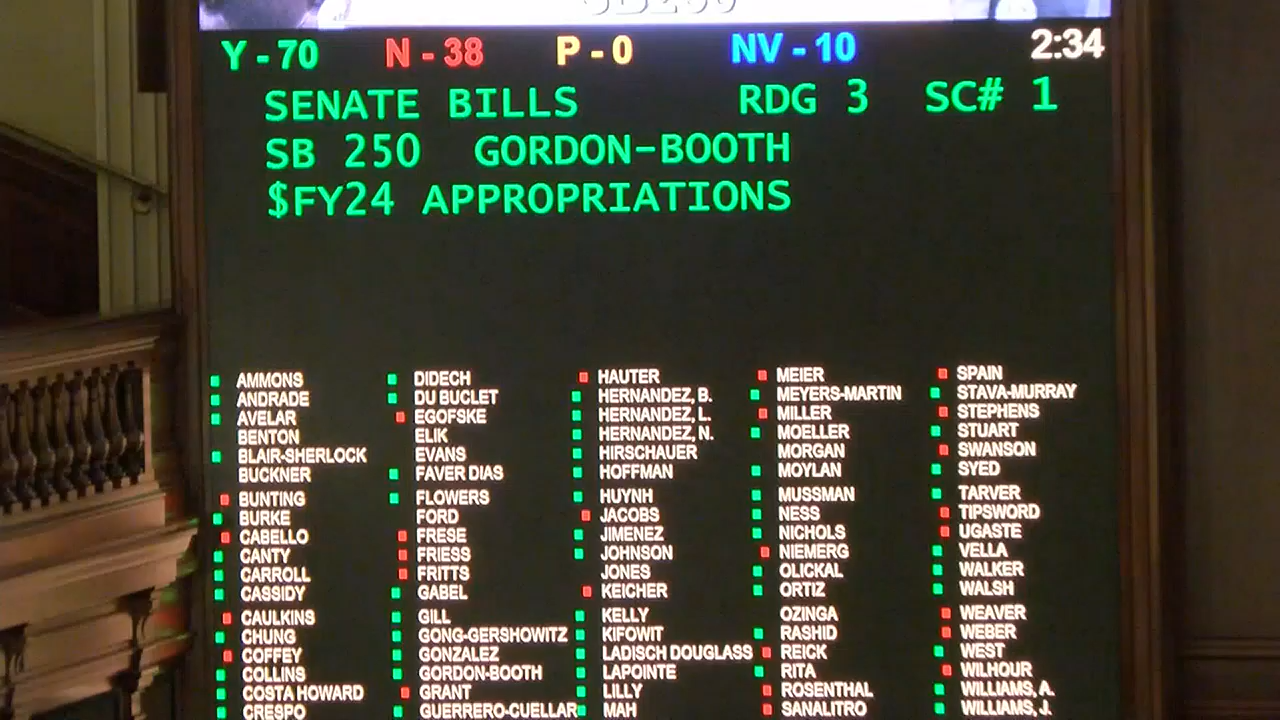 SB250
Y - 70 N - 38 P - 0 NV - 10 2:34
SENATE BILLS RDG 3 SC# 1
SB 250 GORDON-BOOTH
$FY24 APPROPRIATIONS
AMMONS DIDECH HAUTER MEIER SPAIN
ANDRADE DU BUCLET HERNANDEZ, B. MEYERS-MARTIN STAVA-MURRAY
AVELAR EGOFSKE HERNANDEZ, L. MILLER STEPHENS
BENTON ELIK HERNANDEZ, N. MOELLER STUART
BLAIR-SHERLOCK EVANS HIRSCHAUER MORGAN SWANSON
BUCKNER FAVER DIAS HOFFMAN MOYLAN SYED
BUNTING FLOWERS HUYNH MUSSMAN TARVER
BURKE FORD JACOBS NESS TIPSWORD
CABELLO FRESE JIMENEZ NICHOLS UGASTE
CANTY FRIESS JOHNSON NIEMERG VELLA
CARROLL FRITTS JONES OLICKAL WALKER
CASSIDY GABEL KEICHER ORTIZ WALSH
CAULKINS GILL KELLY OZINGA WEAVER
CHUNG GONG-GERSHOWITZ KIFOWIT RASHID WEBER
COFFEY GONZALEZ LADISCH DOUGLASS REICK WEST
COLLINS GORDON-BOOTH LAPOINTE RITA WILHOUR
COSTA HOWARD GRANT LILLY ROSENTHAL WILLIAMS, A.
CRESPO GUERRERO-CUELLAR MAH SANALITRO WILLIAMS, J.